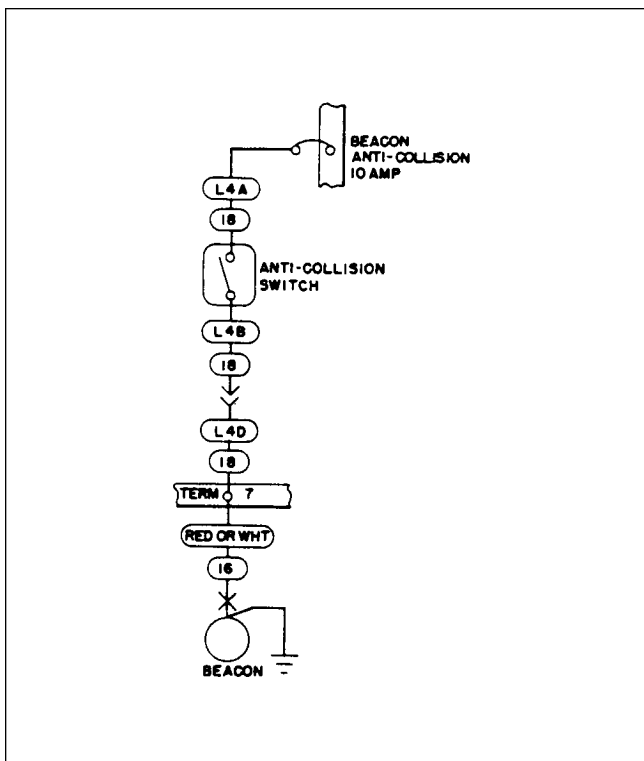 BEACON
ANTI-COLLISION
10 AMP
L4A
18
ANTI-COLLISION
SWITCH
L4B
18
L4D
18
TERM 7
RED OR WHT
16
BEACON